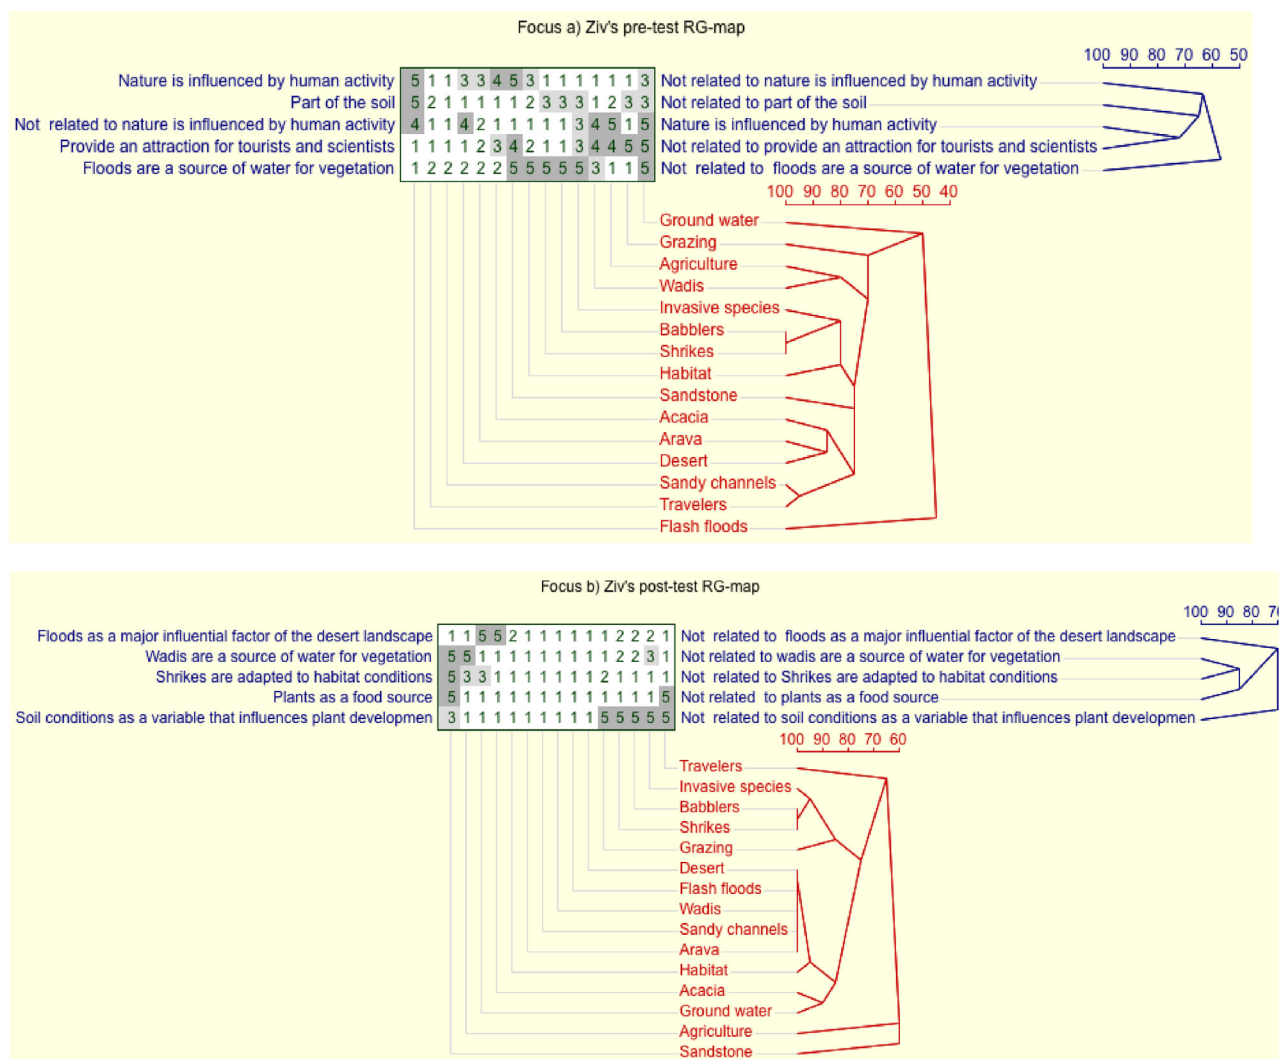 Focus a) Ziv's pre-test RG-map
100 90 80 70 60 50
Nature is influenced by human activity 5 1 1 3 3 4 5 3 1 1 1 1 1 1 3 Not related to nature is influenced by human activity
Part of the soil 5 2 1 1 1 1 1 2 3 3 3 1 2 3 3 Not related to part of the soil
Not related to nature is influenced by human activity 4 1 1 4 2 1 1 1 1 1 3 4 5 1 5 Nature is influenced by human activity
Provide an attraction for tourists and scientists 1 1 1 1 2 3 4 2 1 1 3 4 4 5 5 Not related to provide an attraction for tourists and scientists
Floods are a source of water for vegetation 1 2 2 2 2 2 5 5 5 5 5 3 1 1 5 Not related to floods are a source of water for vegetation
100 90 80 70 60 50 40
Ground water
Grazing
Agriculture
Wadis
Invasive species
Babblers
Shrikes
Habitat
Sandstone
Acacia
Arava
Desert
Sandy channels
Travelers
Flash floods
Focus b) Ziv's post-test RG-map
100 90 80 70
Floods as a major influential factor of the desert landscape 1 1 5 5 2 1 1 1 1 1 1 2 2 2 1 Not related to floods as a major influential factor of the desert landscape
Wadis are a source of water for vegetation 5 5 1 1 1 1 1 1 1 1 1 2 2 3 1 Not related to wadis are a source of water for vegetation
Shrikes are adapted to habitat conditions 5 3 3 1 1 1 1 1 1 1 2 1 1 1 1 Not related to Shrikes are adapted to habitat conditions
Plants as a food source 5 1 1 1 1 1 1 1 1 1 1 1 1 1 5 Not related to plants as a food source
Soil conditions as a variable that influences plant developmen 3 1 1 1 1 1 1 1 1 1 5 5 5 5 5 Not related to soil conditions as a variable that influences plant developmen
100 90 80 70 60
Travelers
Invasive species
Babblers
Shrikes
Grazing
Desert
Flash floods
Wadis
Sandy channels
Arava
Habitat
Acacia
Ground water
Agriculture
Sandstone